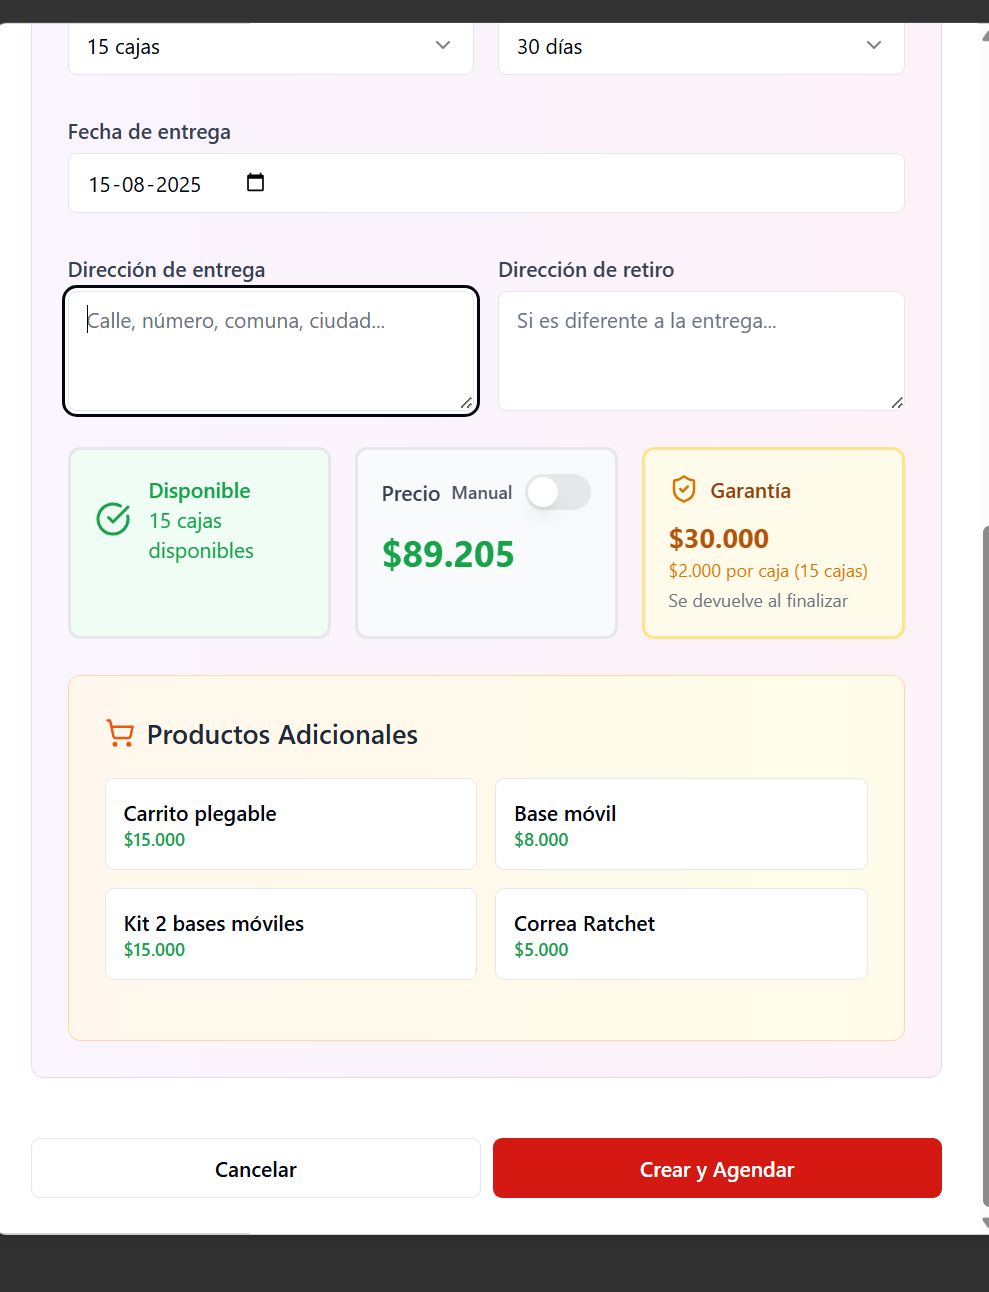 15 cajas
30 días
Fecha de entrega
15-08-2025
Dirección de entrega
Dirección de retiro
Calle, número, comuna, ciudad...
Si es diferente a la entrega...
Disponible
15 cajas
disponibles
Precio Manual
$89.205
Garantía
$30.000
$2.000 por caja (15 cajas)
Se devuelve al finalizar
Productos Adicionales
Carrito plegable
$15.000
Base móvil
$8.000
Kit 2 bases móviles
$15.000
Correa Ratchet
$5.000
Cancelar
Crear y Agendar